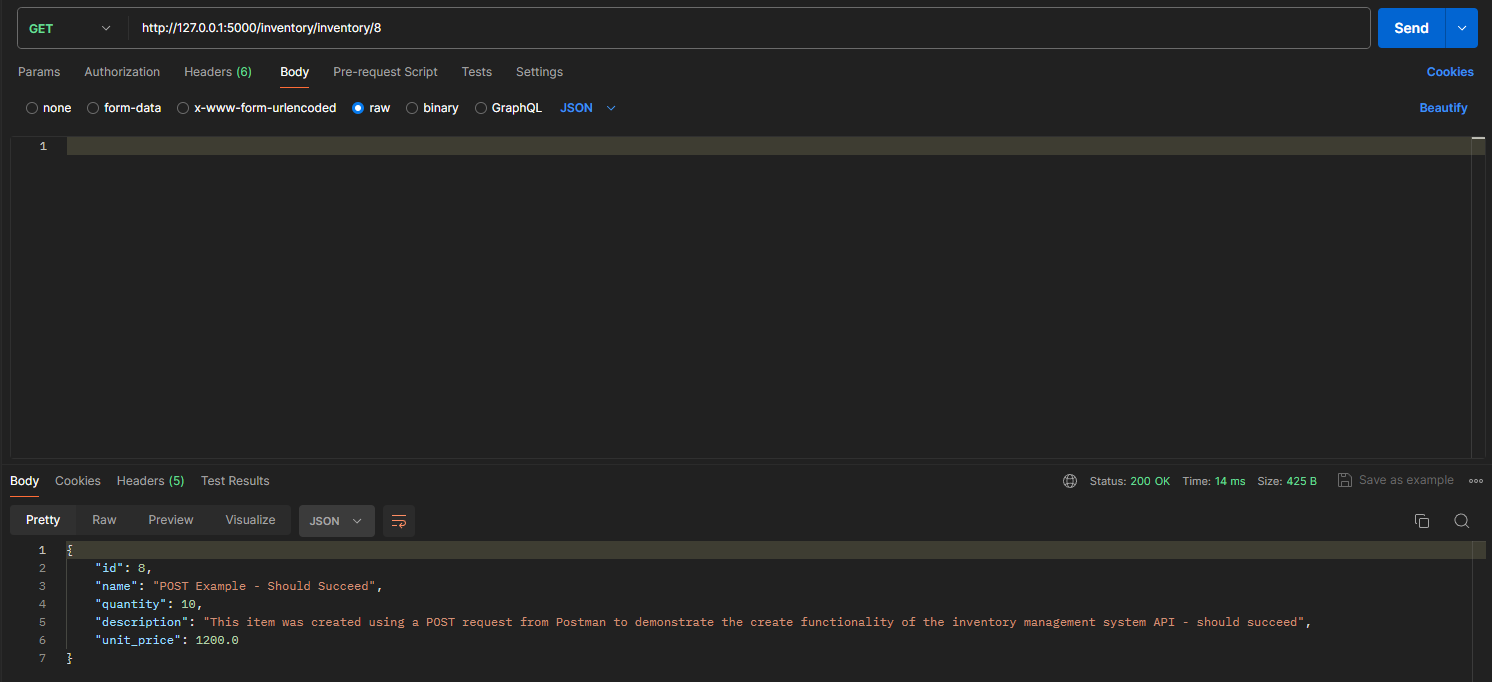 GET http://127.0.0.1:5000/inventory/inventory/8 Send
Params Authorization Headers (6) Body Pre-request Script Tests Settings Cookies
none form-data x-www-form-urlencoded raw binary GraphQL JSON Beautify
1
Body Cookies Headers (5) Test Results Status: 200 OK Time: 14 ms Size: 425 B Save as example
Pretty Raw Preview Visualize JSON
1 {
2 "id": 8,
3 "name": "POST Example - Should Succeed",
4 "quantity": 10,
5 "description": "This item was created using a POST request from Postman to demonstrate the create functionality of the inventory management system API - should succeed",
6 "unit_price": 1200.0
7 }